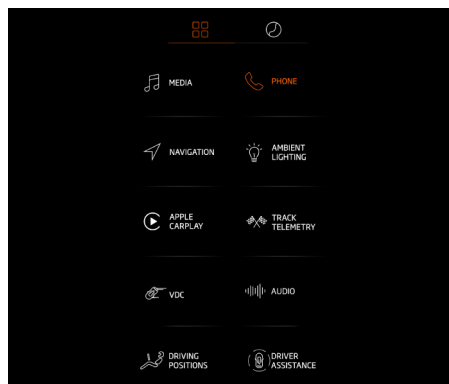 MEDIA
PHONE
NAVIGATION
AMBIENT
LIGHTING
APPLE
CARPLAY
TRACK
TELEMETRY
VDC
AUDIO
DRIVING
POSITIONS
DRIVER
ASSISTANCE